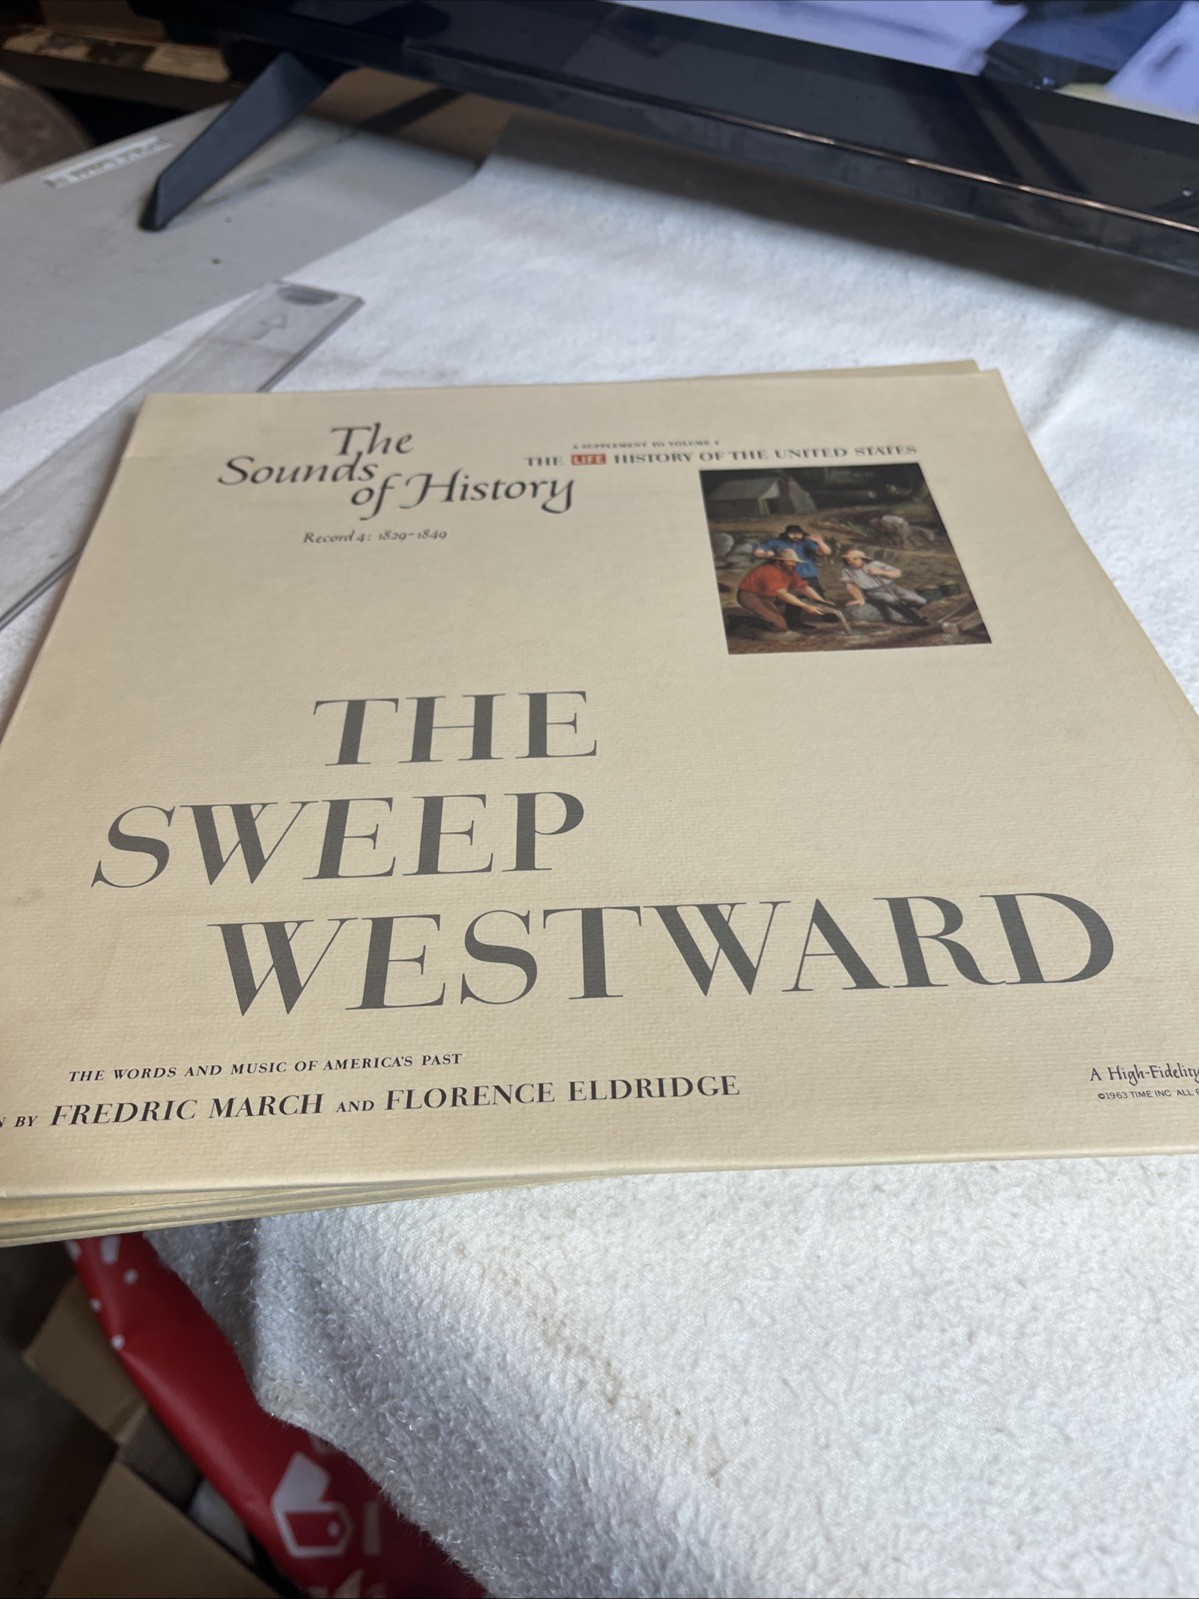 The
Sounds
of History
Record 4: 1829-1849
A SUPPLEMENT TO VOLUME 4
THE LIFE HISTORY OF THE UNITED STATES
THE
SWEEP
WESTWARD
THE WORDS AND MUSIC OF AMERICA'S PAST
BY FREDRIC MARCH AND FLORENCE ELDRIDGE
A High-Fidelity
©1963 TIME INC. ALL